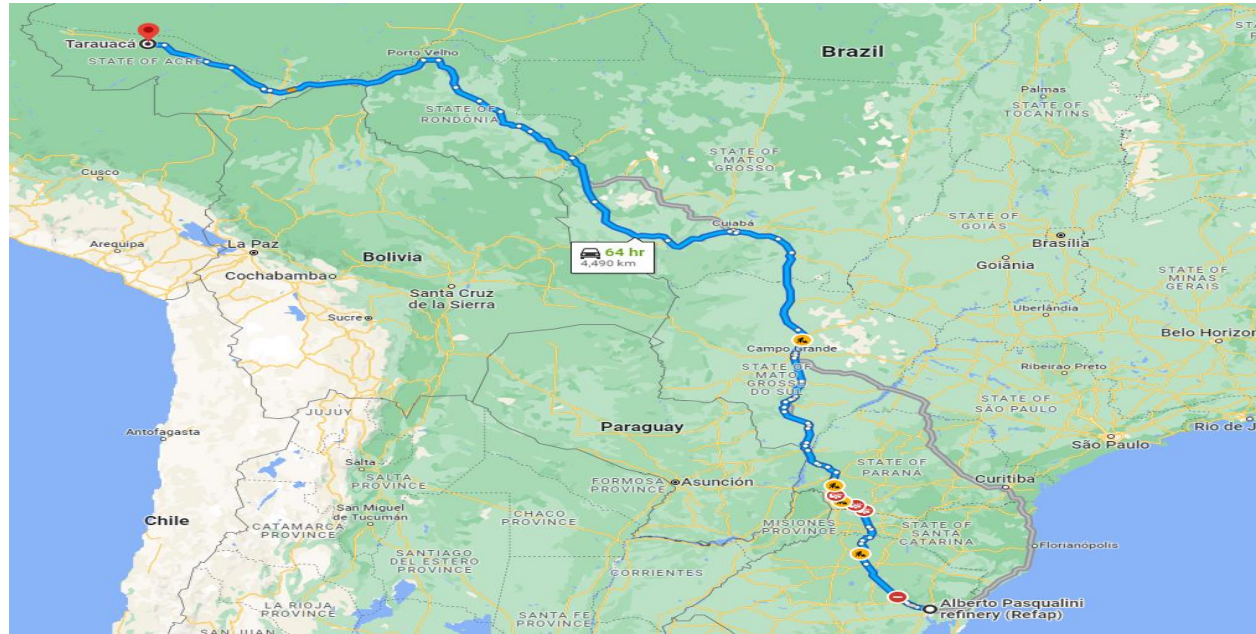 Tarauacá
STATE OF ACRE
Porto Velho
STATE OF
RONDÔNIA
Brazil
Palmas
STATE OF
TOCANTINS
STATE OF
MATO
GROSSO
Cusco
Cuiabá
STATE OF
GOIÁS
Brasília
Goiânia
Arequipa
La Paz
Bolivia
Cochabamba
64 hr
4,490 km
Santa Cruz
de la Sierra
STATE OF
MINAS
GERAIS
Sucre
Uberlândia
Belo Horizon
Campo Grande
STATE OF
MATO
GROSSO
DO SUL
Ribeirão Preto
STATE OF
SÃO PAULO
JUJUY
Paraguay
Rio de J
São Paulo
Antofagasta
Salta
SALTA
PROVINCE
FORMOSA
PROVINCE
Asunción
STATE OF
PARANÁ
Curitiba
San Miguel
de Tucumán
CHACO
PROVINCE
Chile
CATAMARCA
PROVINCE
MISIONES
PROVINCE
STATE OF
SANTA
CATARINA
Florianópolis
SANTIAGO
DEL ESTERO
PROVINCE
CORRIENTES
LA RIOJA
PROVINCE
SANTA FE
PROVINCE
Alberto Pasqualini
refinery (Refap)
SAN JUAN